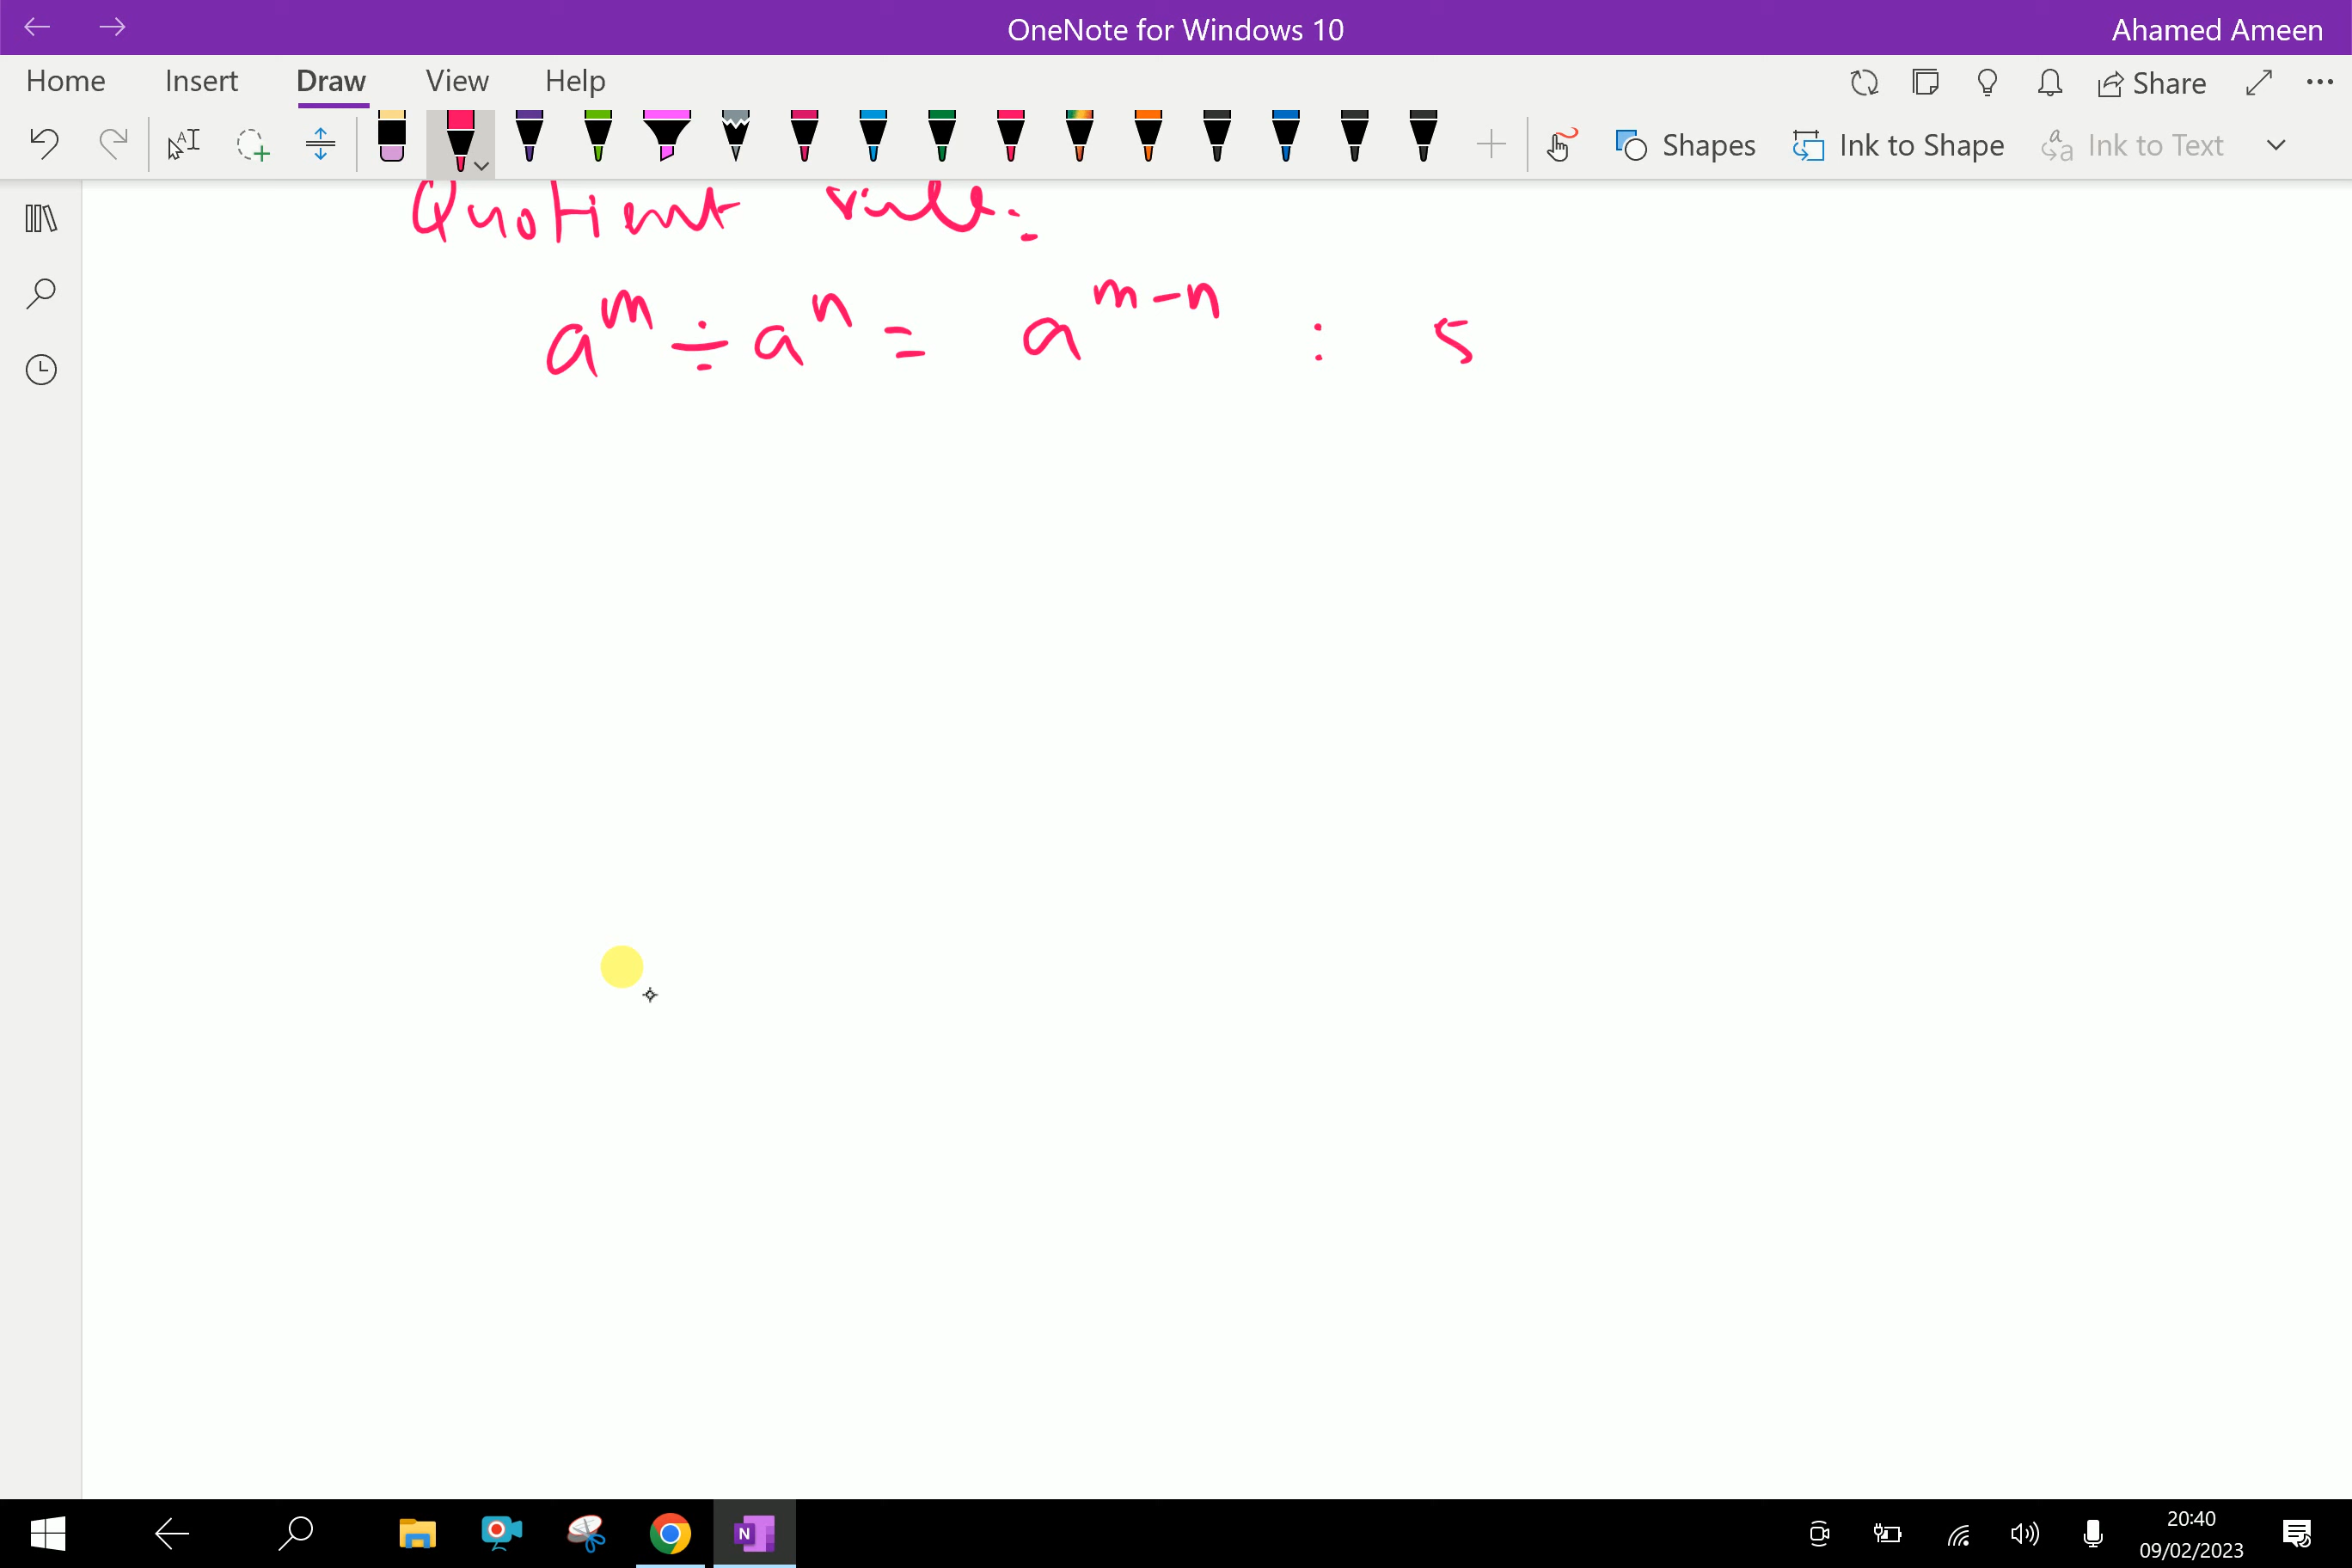 OneNote for Windows 10 Ahamed Ameen
Home Insert Draw View Help Share
Shapes Ink to Shape Ink to Text
Quotient rule:-
a^m ÷ a^n = a^(m-n) : 5
20:40
09/02/2023